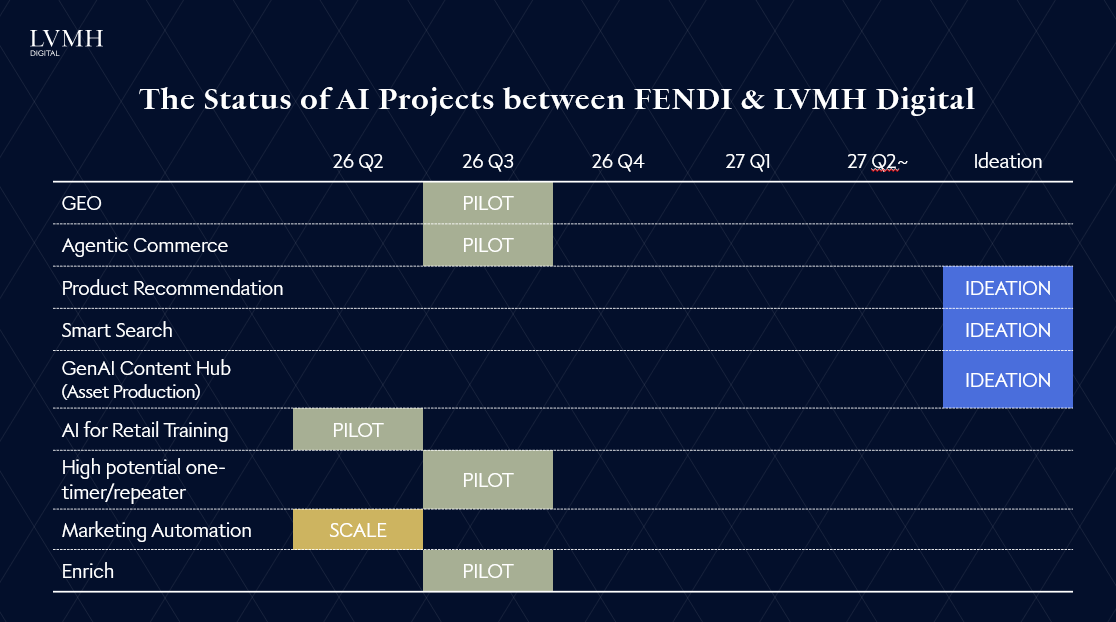 LVMH
DIGITAL
The Status of AI Projects between FENDI & LVMH Digital
26 Q2 26 Q3 26 Q4 27 Q1 27 Q2~ Ideation
GEO PILOT
Agentic Commerce PILOT
Product Recommendation IDEATION
Smart Search IDEATION
GenAI Content Hub
(Asset Production) IDEATION
AI for Retail Training PILOT
High potential one-
timer/repeater PILOT
Marketing Automation SCALE
Enrich PILOT